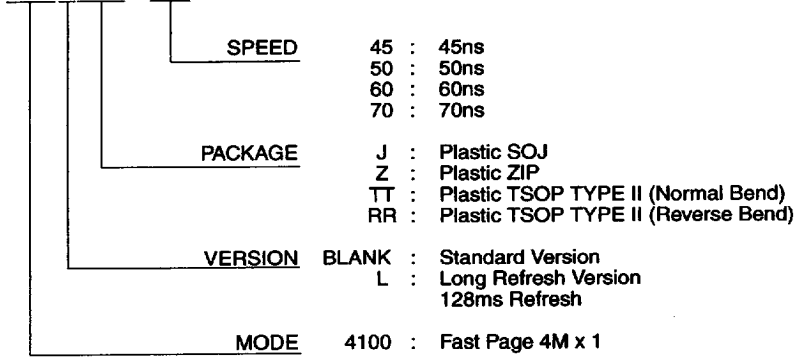 SPEED 45 : 45ns
50 : 50ns
60 : 60ns
70 : 70ns
PACKAGE J : Plastic SOJ
Z : Plastic ZIP
TT : Plastic TSOP TYPE II (Normal Bend)
RR : Plastic TSOP TYPE II (Reverse Bend)
VERSION BLANK : Standard Version
L : Long Refresh Version
128ms Refresh
MODE 4100 : Fast Page 4M x 1